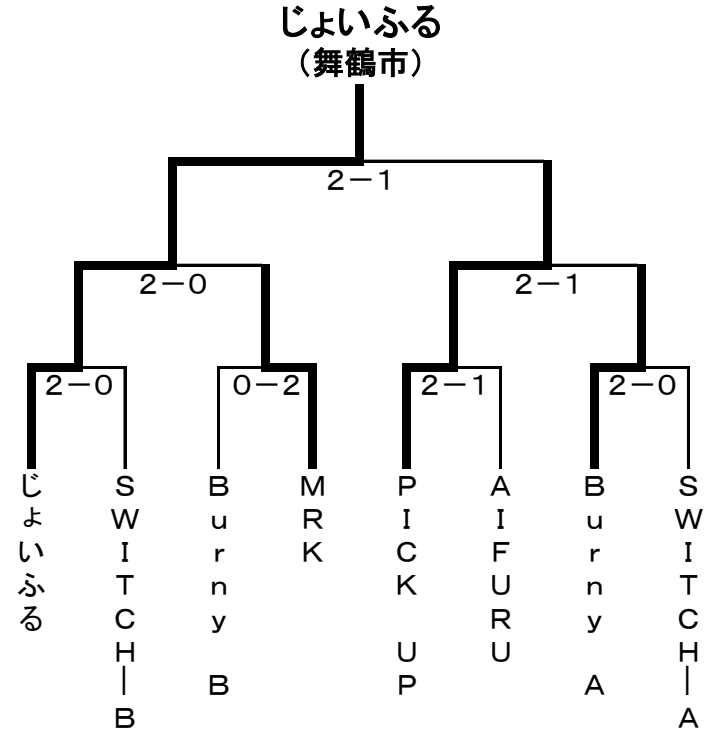 じょいふる
（舞鶴市）
２－１
２－０
２－１
２－０
０－２
２－１
２－０
じょいふる
ＳＷＩＴＣＨ－Ｂ
Ｂｕｒｎｙ　Ｂ
ＭＲＫ
ＰＩＣＫ　ＵＰ
ＡＩＦＵＲＵ
Ｂｕｒｎｙ　Ａ
ＳＷＩＴＣＨ－Ａ